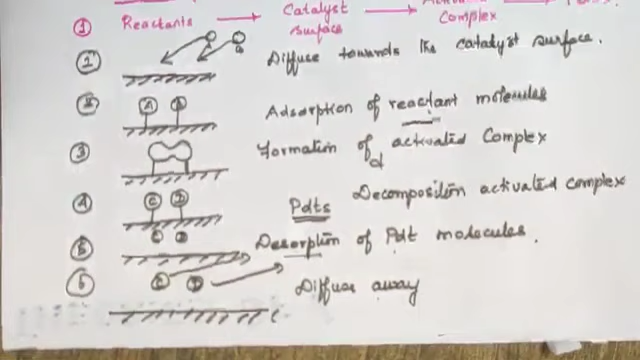 ① Reactants → Catalyst surface → Complex
① Diffuse towards the catalyst surface.
② A B Adsorption of reactant molecules
③ Formation of activated Complex
④ C D Pdts Decomposition activated complex
⑤ Desorption of Pdt molecules.
⑥ C D Diffuse away